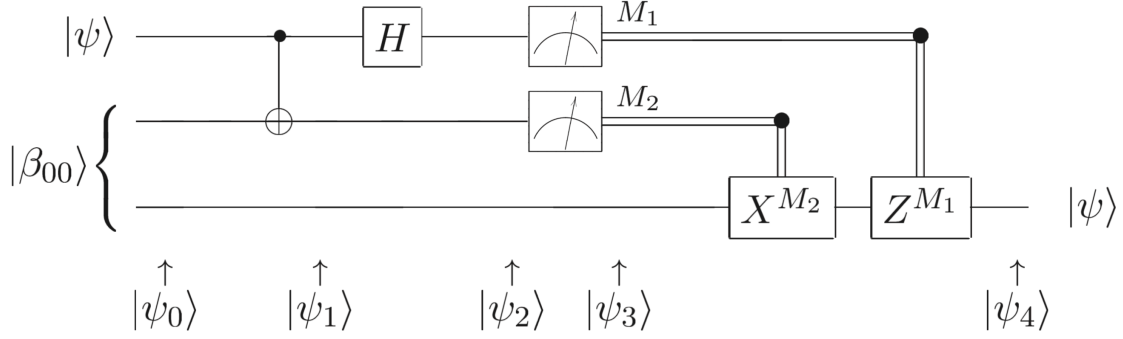 |ψ⟩ H M₁
M₂
|β₀₀⟩
X^{M₂} Z^{M₁} |ψ⟩
↑ ↑ ↑ ↑ ↑
|ψ₀⟩ |ψ₁⟩ |ψ₂⟩ |ψ₃⟩ |ψ₄⟩